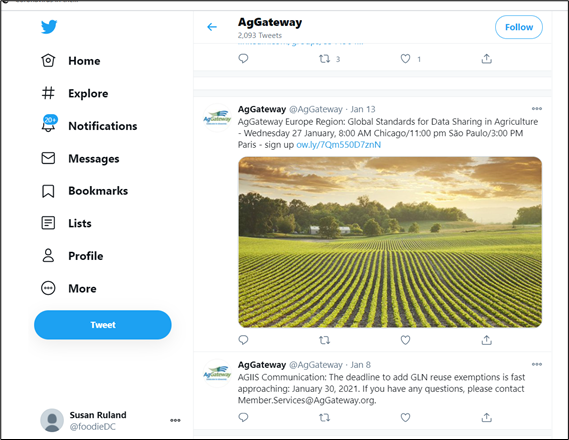 AgGateway
2,093 Tweets
Follow
Home
Explore
20+
Notifications
Messages
Bookmarks
Lists
Profile
More
Tweet
Susan Ruland
@foodieDC
3
1
AgGateway @AgGateway · Jan 13
AgGateway Europe Region: Global Standards for Data Sharing in Agriculture
- Wednesday 27 January, 8:00 AM Chicago/11:00 pm São Paulo/3:00 PM
Paris - sign up ow.ly/7Qm550D7znN
AgGateway
AgGateway @AgGateway · Jan 8
AGIIS Communication: The deadline to add GLN reuse exemptions is fast
approaching: January 30, 2021. If you have any questions, please contact
Member.Services@AgGateway.org.
AgGateway